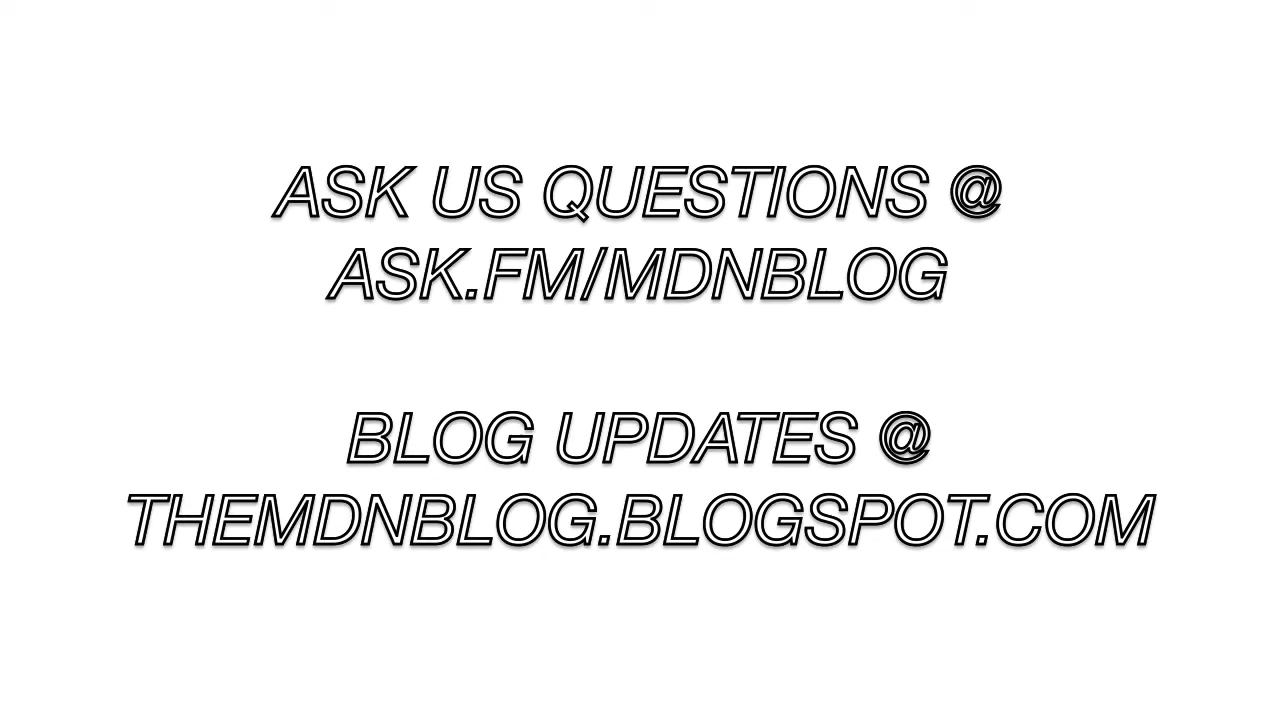 ASK US QUESTIONS @
ASK.FM/MDNBLOG
BLOG UPDATES @
THEMDNBLOG.BLOGSPOT.COM